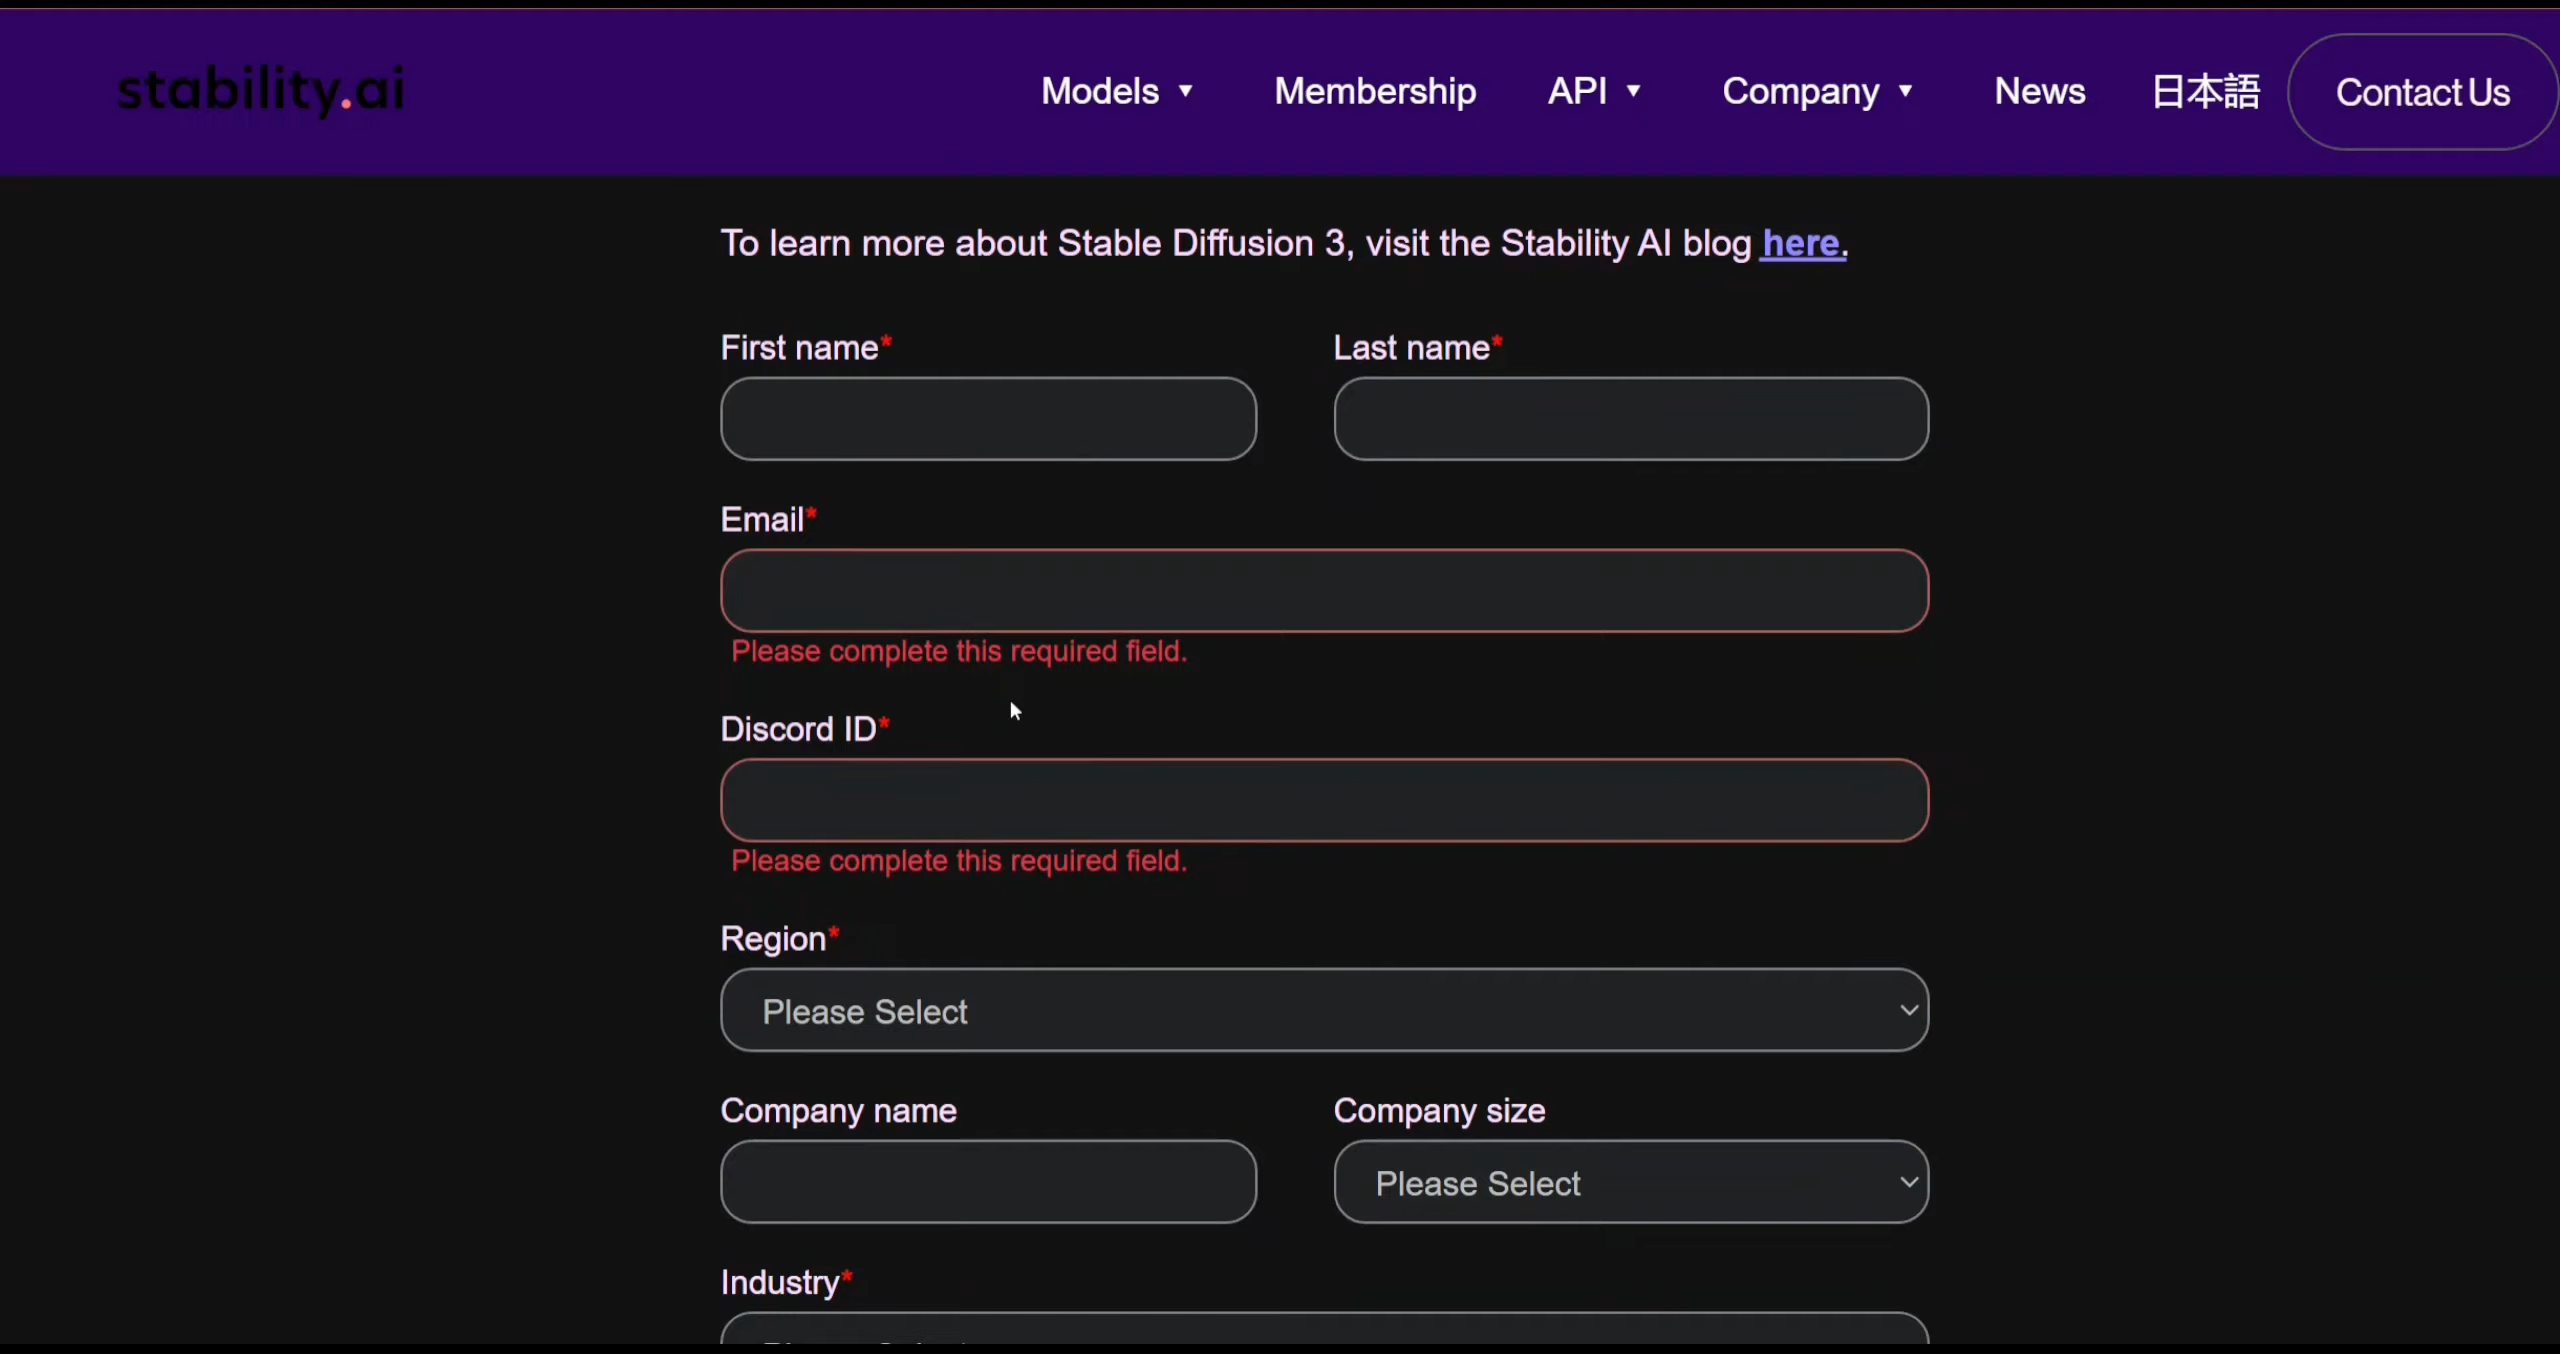 stability.ai
Models ▼ Membership API ▼ Company ▼ News 日本語 Contact Us
To learn more about Stable Diffusion 3, visit the Stability AI blog here.
First name* Last name*
Email*
Please complete this required field.
Discord ID*
Please complete this required field.
Region*
Please Select
Company name Company size
Please Select
Industry*